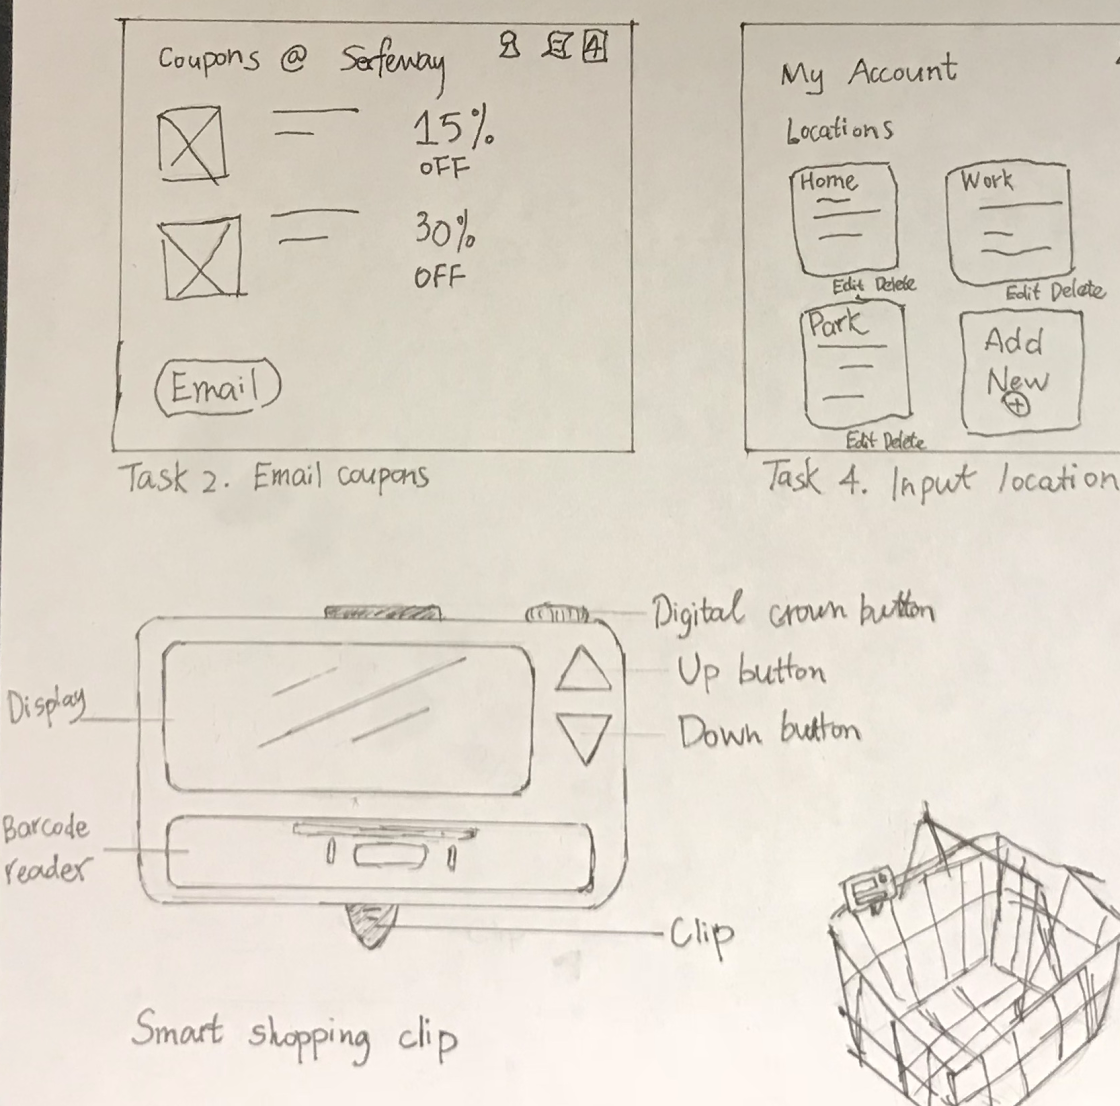 Coupons @ Safeway
15%
OFF
30%
OFF
Email
Task 2. Email coupons
My Account
Locations
Home
Work
Edit Delete
Edit Delete
Park
Add
New
Edit Delete
Task 4. Input location
Digital crown button
Up button
Display
Down button
Barcode
reader
Clip
Smart shopping clip